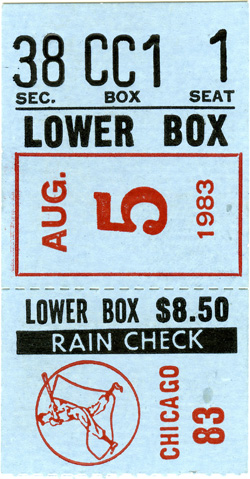 38 CC1 1
SEC. BOX SEAT
LOWER BOX
AUG. 5 1983
LOWER BOX $8.50
RAIN CHECK
CHICAGO 83